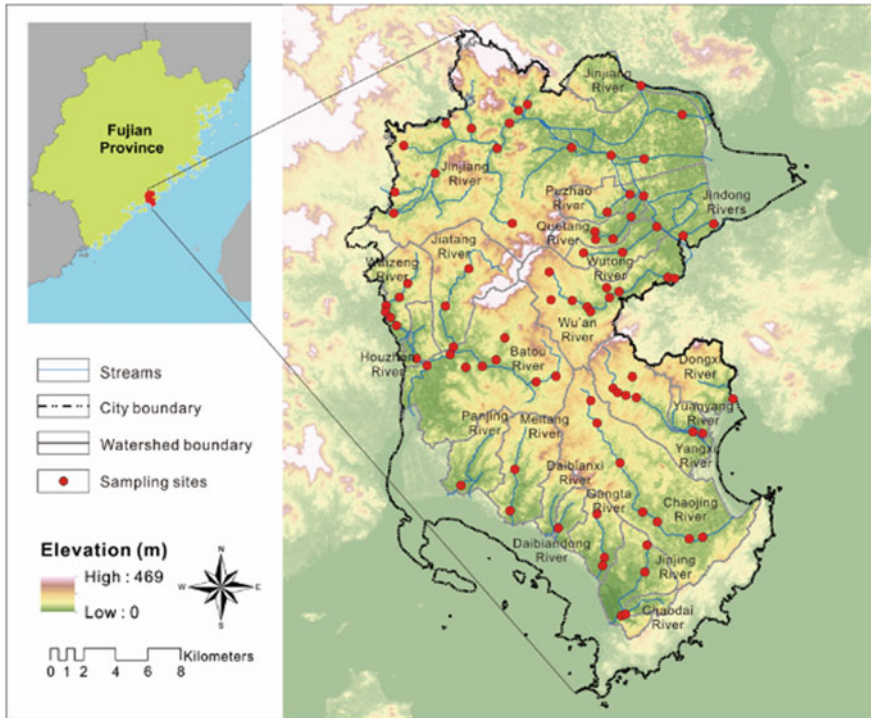 Fujian
Province
Streams
City boundary
Watershed boundary
Sampling sites
Elevation (m)
High : 469
Low : 0
N
W
E
S
Kilometers
0 1 2 4 6 8
Jinjiang
River
Jinjiang
River
Puzhao
River
Jindong
Rivers
Quetang
River
Jiatang
River
Waizeng
River
Wutong
River
Wu'an
River
Houzhan
River
Batou
River
Dongxi
River
Yuanyang
River
Yangxi
River
Panjing
River
Meitang
River
Daibianxi
River
Gangta
River
Chaojing
River
Daibiandong
River
Jinjing
River
Chaodai
River